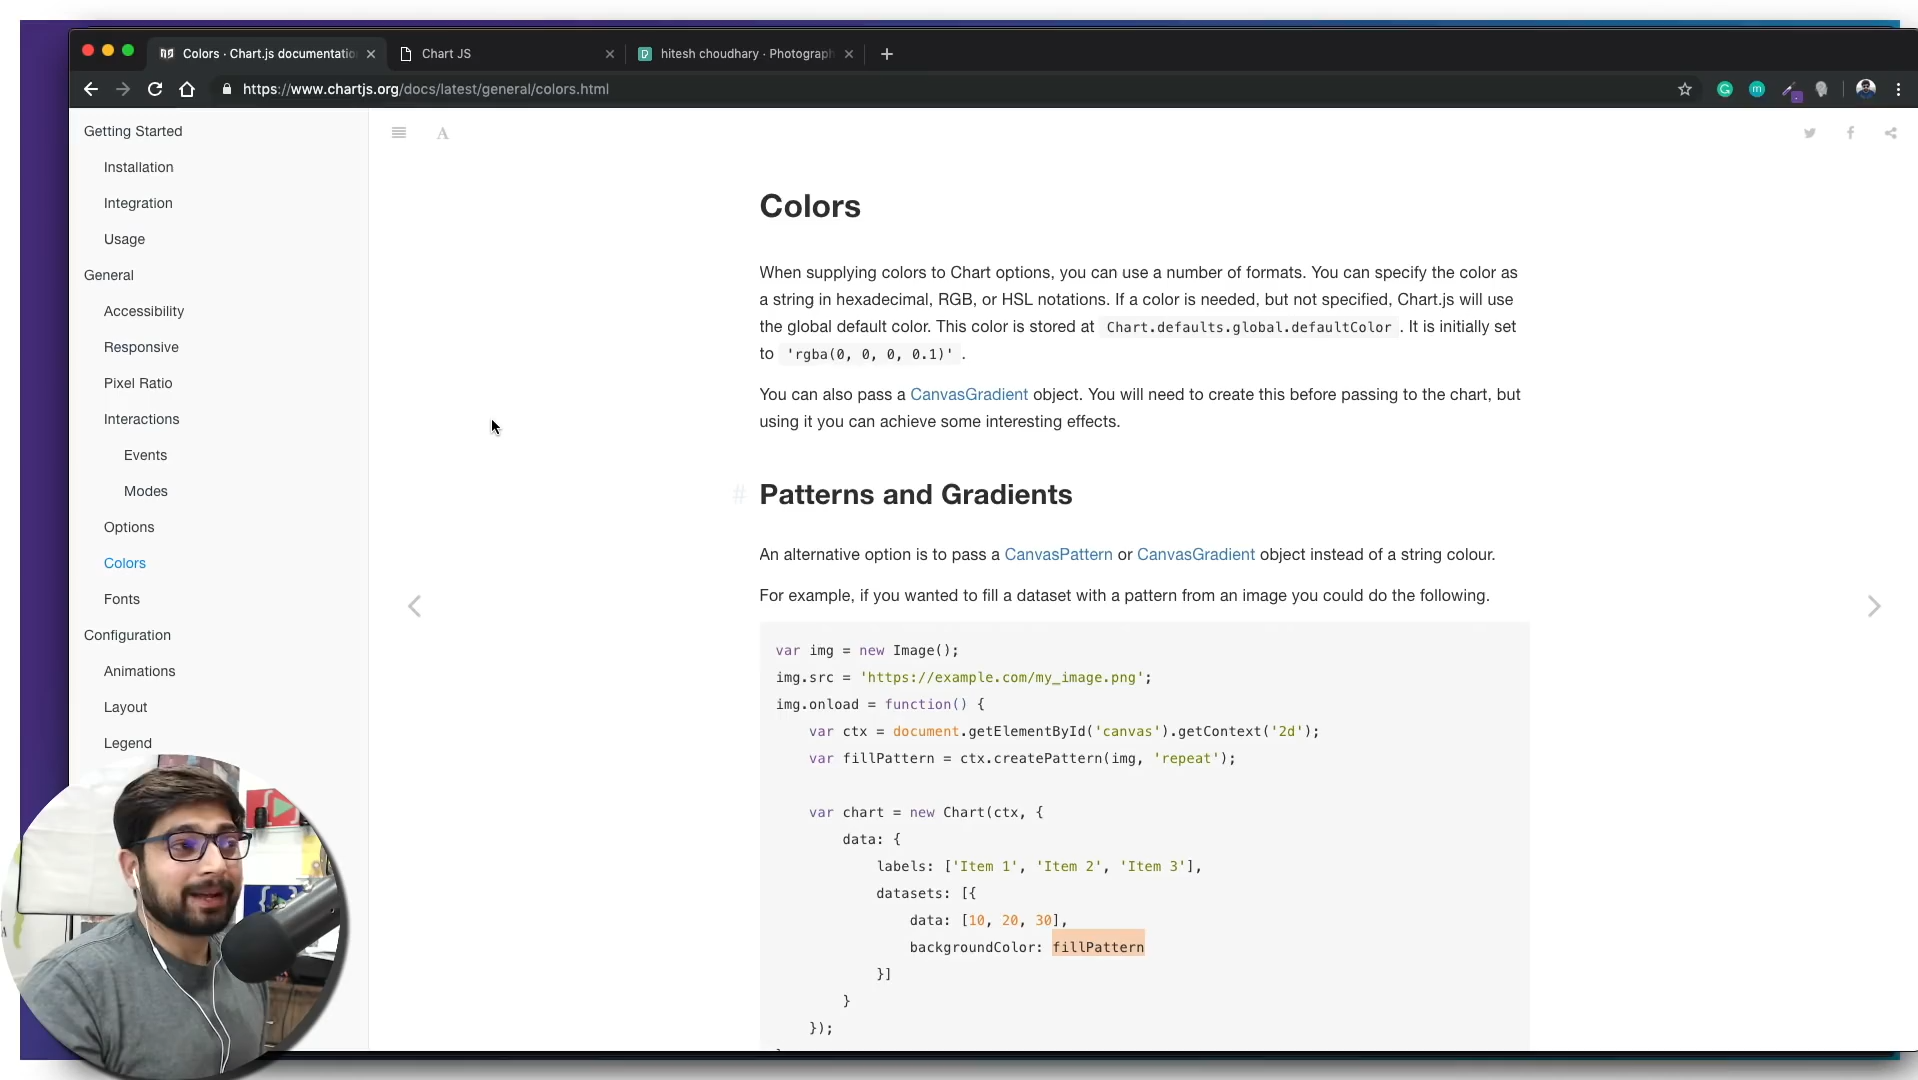 Colors · Chart.js documentatio
Chart JS
hitesh choudhary · Photograph
https://www.chartjs.org/docs/latest/general/colors.html
Getting Started
Installation
Integration
Usage
General
Accessibility
Responsive
Pixel Ratio
Interactions
Events
Modes
Options
Colors
Fonts
Configuration
Animations
Layout
Legend
A
Colors
When supplying colors to Chart options, you can use a number of formats. You can specify the color as
a string in hexadecimal, RGB, or HSL notations. If a color is needed, but not specified, Chart.js will use
the global default color. This color is stored at Chart.defaults.global.defaultColor . It is initially set
to 'rgba(0, 0, 0, 0.1)' .
You can also pass a CanvasGradient object. You will need to create this before passing to the chart, but
using it you can achieve some interesting effects.
# Patterns and Gradients
An alternative option is to pass a CanvasPattern or CanvasGradient object instead of a string colour.
For example, if you wanted to fill a dataset with a pattern from an image you could do the following.
var img = new Image();
img.src = 'https://example.com/my_image.png';
img.onload = function() {
var ctx = document.getElementById('canvas').getContext('2d');
var fillPattern = ctx.createPattern(img, 'repeat');
var chart = new Chart(ctx, {
data: {
labels: ['Item 1', 'Item 2', 'Item 3'],
datasets: [{
data: [10, 20, 30],
backgroundColor: fillPattern
}]
}
});